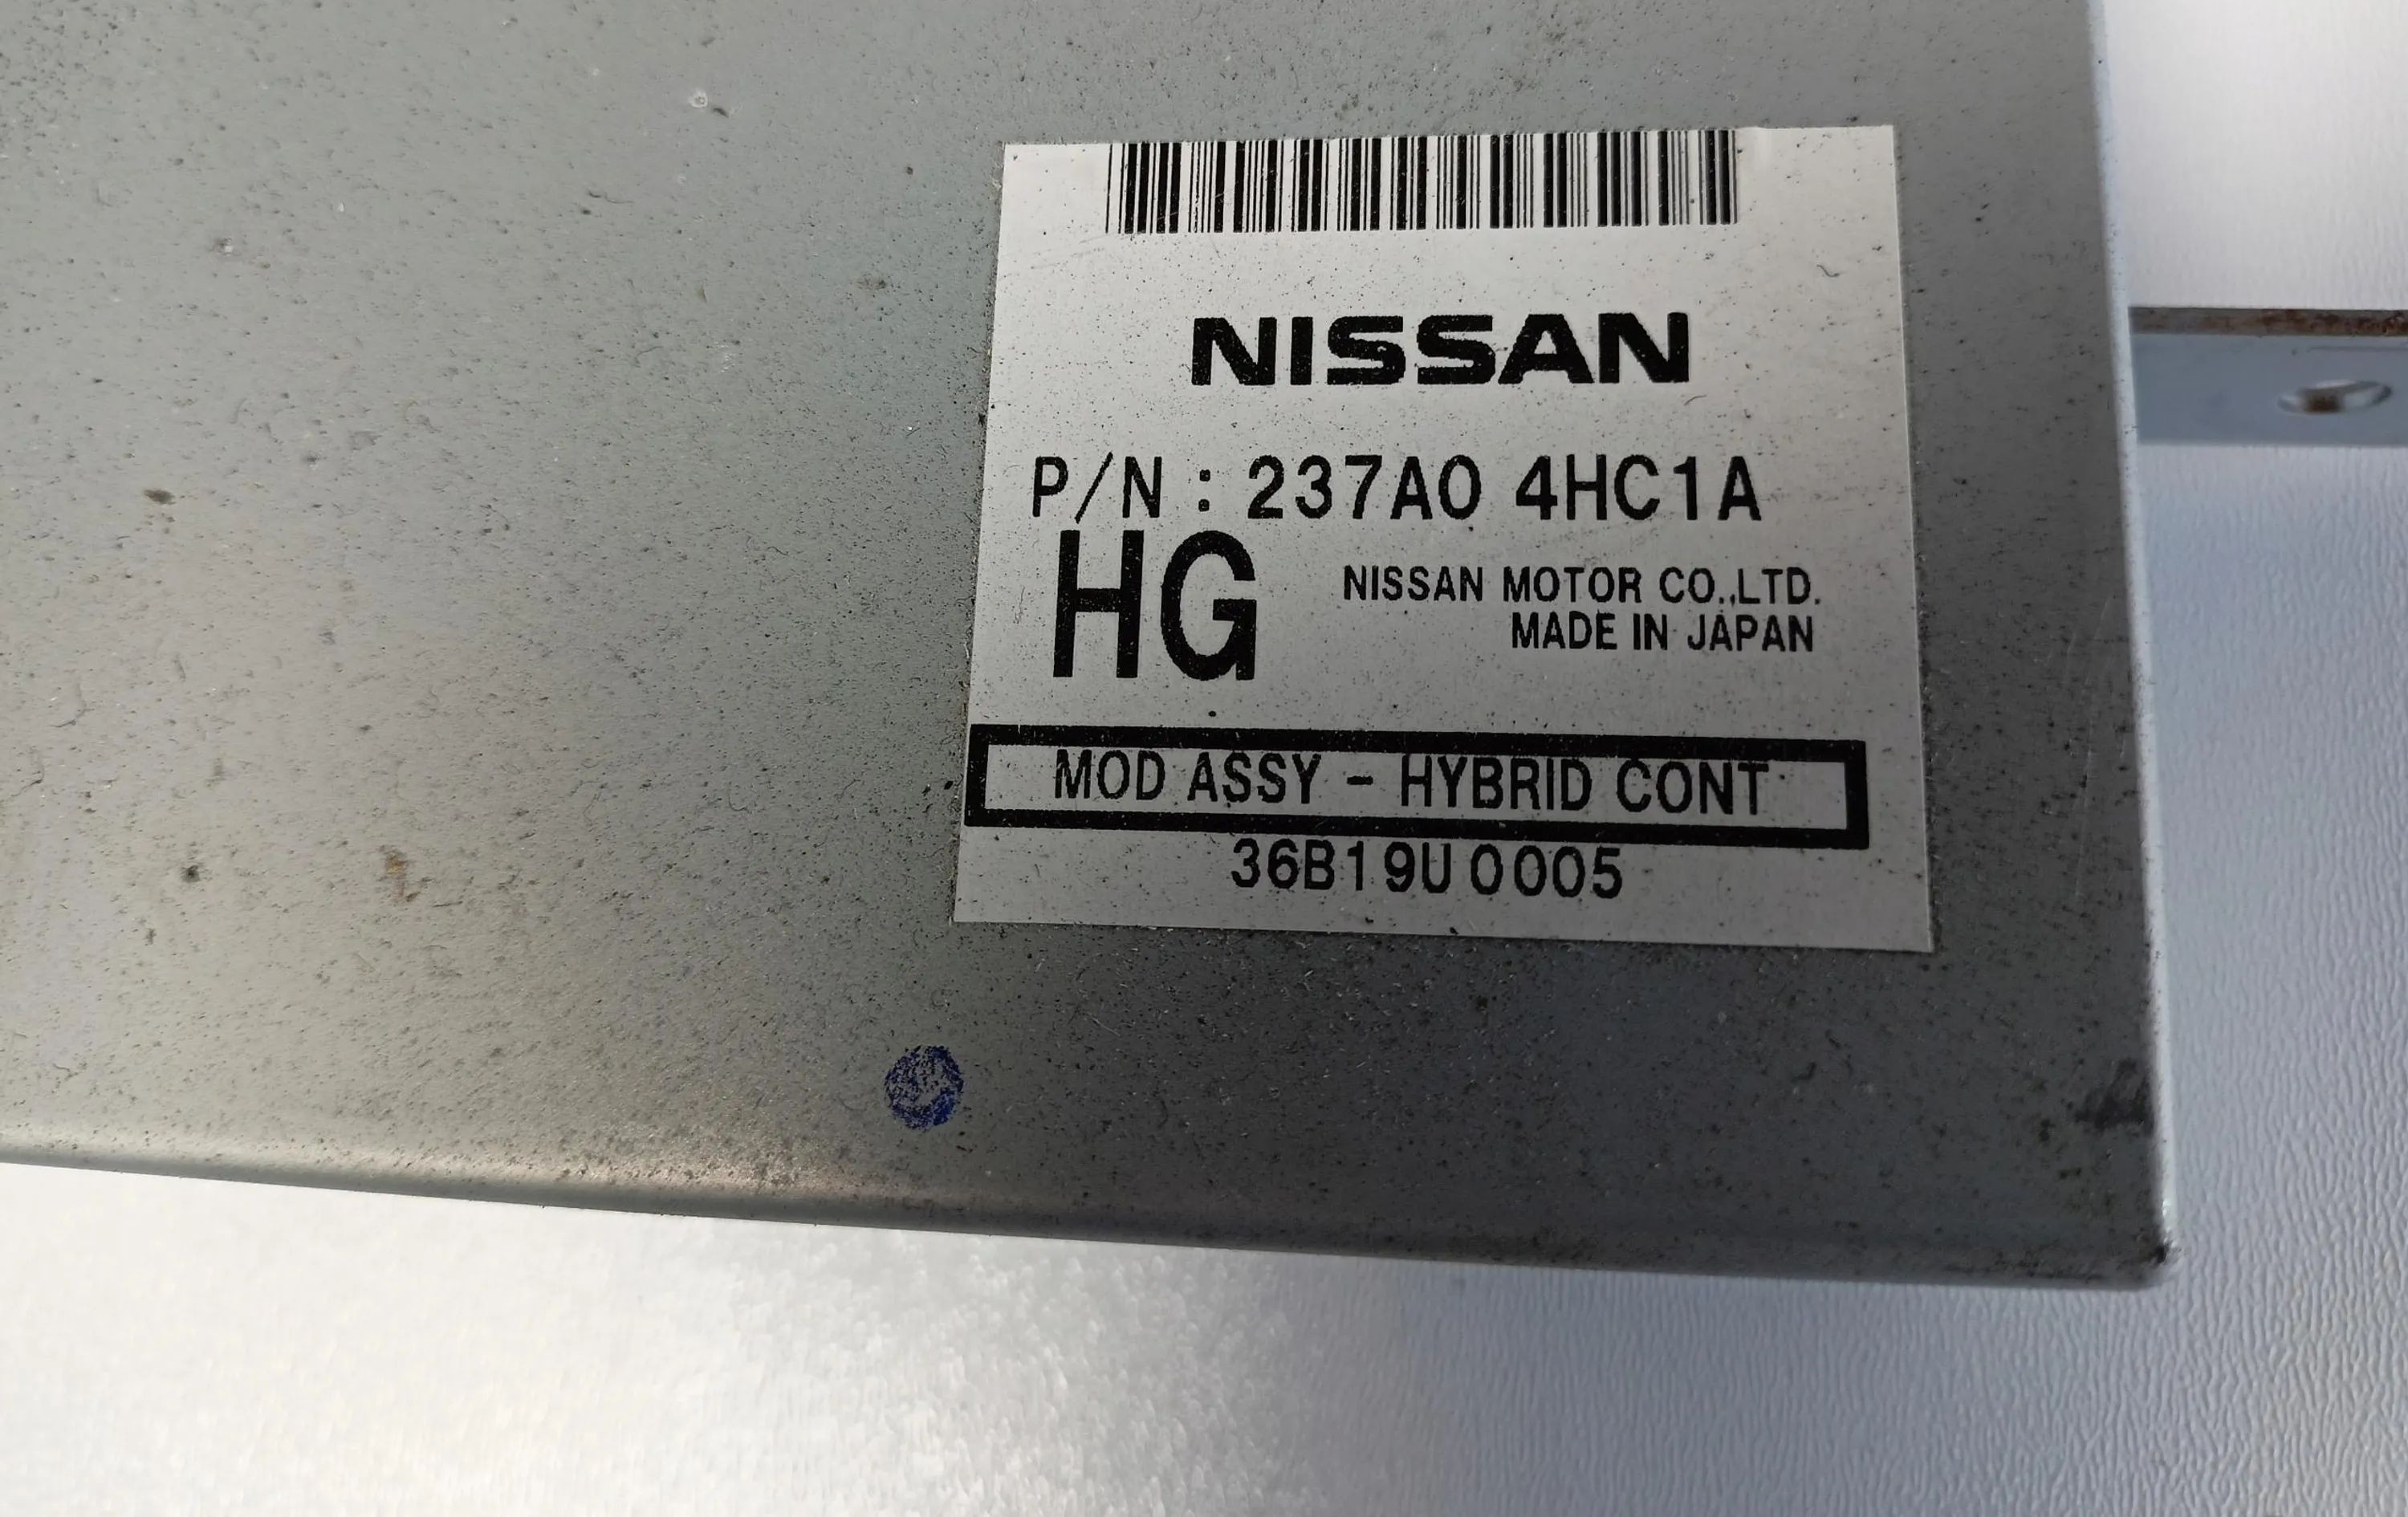 NISSAN
P/N : 237A0 4HC1A
HG
NISSAN MOTOR CO.,LTD.
MADE IN JAPAN
MOD ASSY - HYBRID CONT
36B19U0005